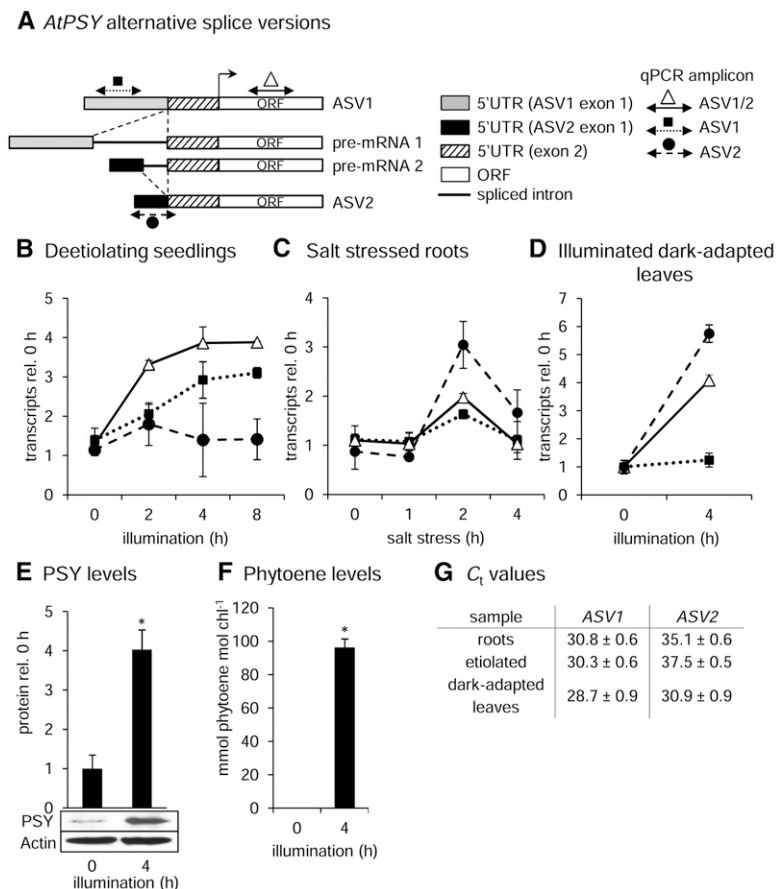 A AtPSY alternative splice versions
ORF
ASV1
pre-mRNA 1
pre-mRNA 2
ORF
ASV2
5'UTR (ASV1 exon 1)
5'UTR (ASV2 exon 1)
5'UTR (exon 2)
ORF
spliced intron
qPCR amplicon
ASV1/2
ASV1
ASV2
B Deetiolating seedlings
transcripts rel. 0 h
5
4
3
2
1
0
0 2 4 8
illumination (h)
C Salt stressed roots
transcripts rel. 0 h
4
3
2
1
0
0 1 2 4
salt stress (h)
D Illuminated dark-adapted
leaves
transcripts rel. 0 h
7
6
5
4
3
2
1
0
0 4
illumination (h)
E PSY levels
protein rel. 0 h
5
4
3
2
1
0
*
PSY
Actin
0 4
illumination (h)
F Phytoene levels
mmol phytoene mol chl-1
120
100
80
60
40
20
0
*
0 4
illumination (h)
G Ct values
sample ASV1 ASV2
roots 30.8 ± 0.6 35.1 ± 0.6
etiolated 30.3 ± 0.6 37.5 ± 0.5
dark-adapted
leaves 28.7 ± 0.9 30.9 ± 0.9